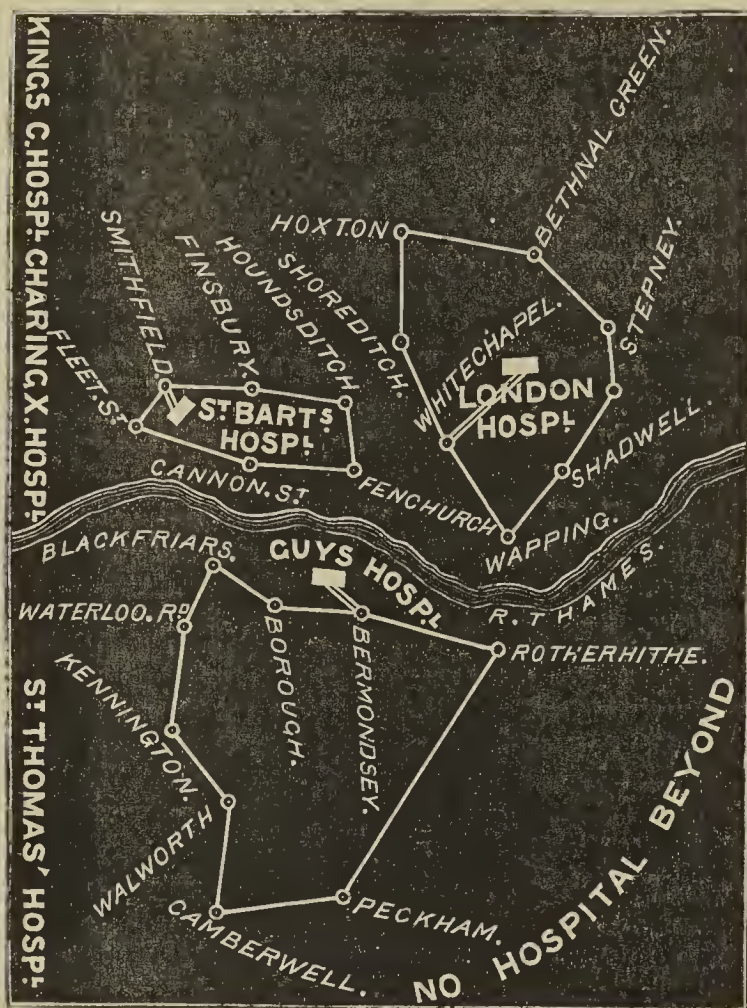 KINGS C. HOSPL CHARING X. HOSPL
ST THOMAS' HOSPL
HOXTON
BETHNAL GREEN.
STEPNEY.
SHOREDITCH.
WHITECHAPEL.
LONDON
HOSPL
SHADWELL.
WAPPING.
SMITHFIELD
FINSBURY.
HOUNDSDITCH
FLEET. ST
ST BARTS
HOSPL
CANNON. ST
FENCHURCH
R. THAMES.
BLACKFRIARS.
GUYS HOSPL
WATERLOO. RD
BOROUGH.
BERMONDSEY.
ROTHERHITHE.
KENNINGTON.
WALWORTH
CAMBERWELL.
PECKHAM.
NO HOSPITAL BEYOND